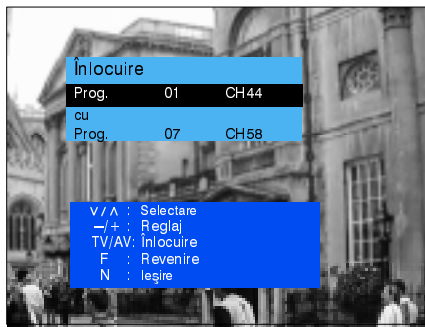 Înlocuire
Prog. 01 CH44
cu
Prog. 07 CH58
∨/∧ : Selectare
–/+ : Reglaj
TV/AV: Înlocuire
F : Revenire
N : Ieşire